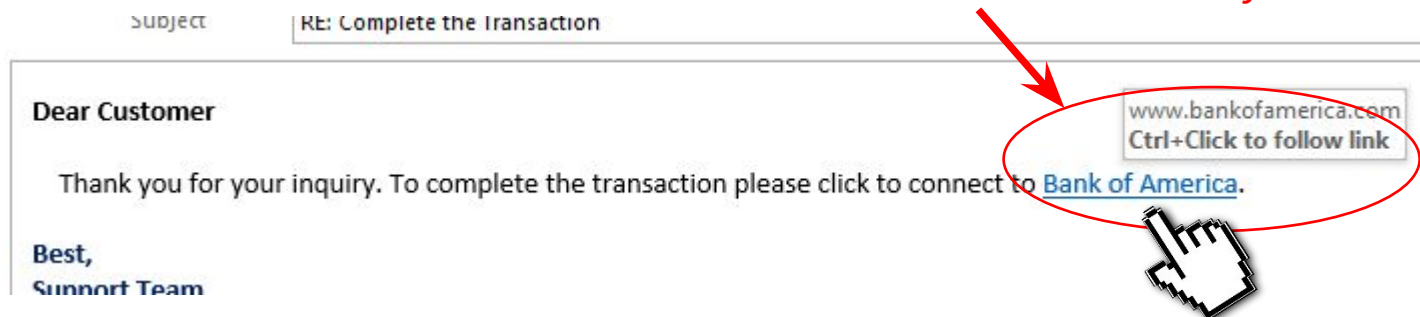 Subject RE: Complete the Transaction
Dear Customer
www.bankofamerica.com
Ctrl+Click to follow link
Thank you for your inquiry. To complete the transaction please click to connect to Bank of America.
Best,
Support Team